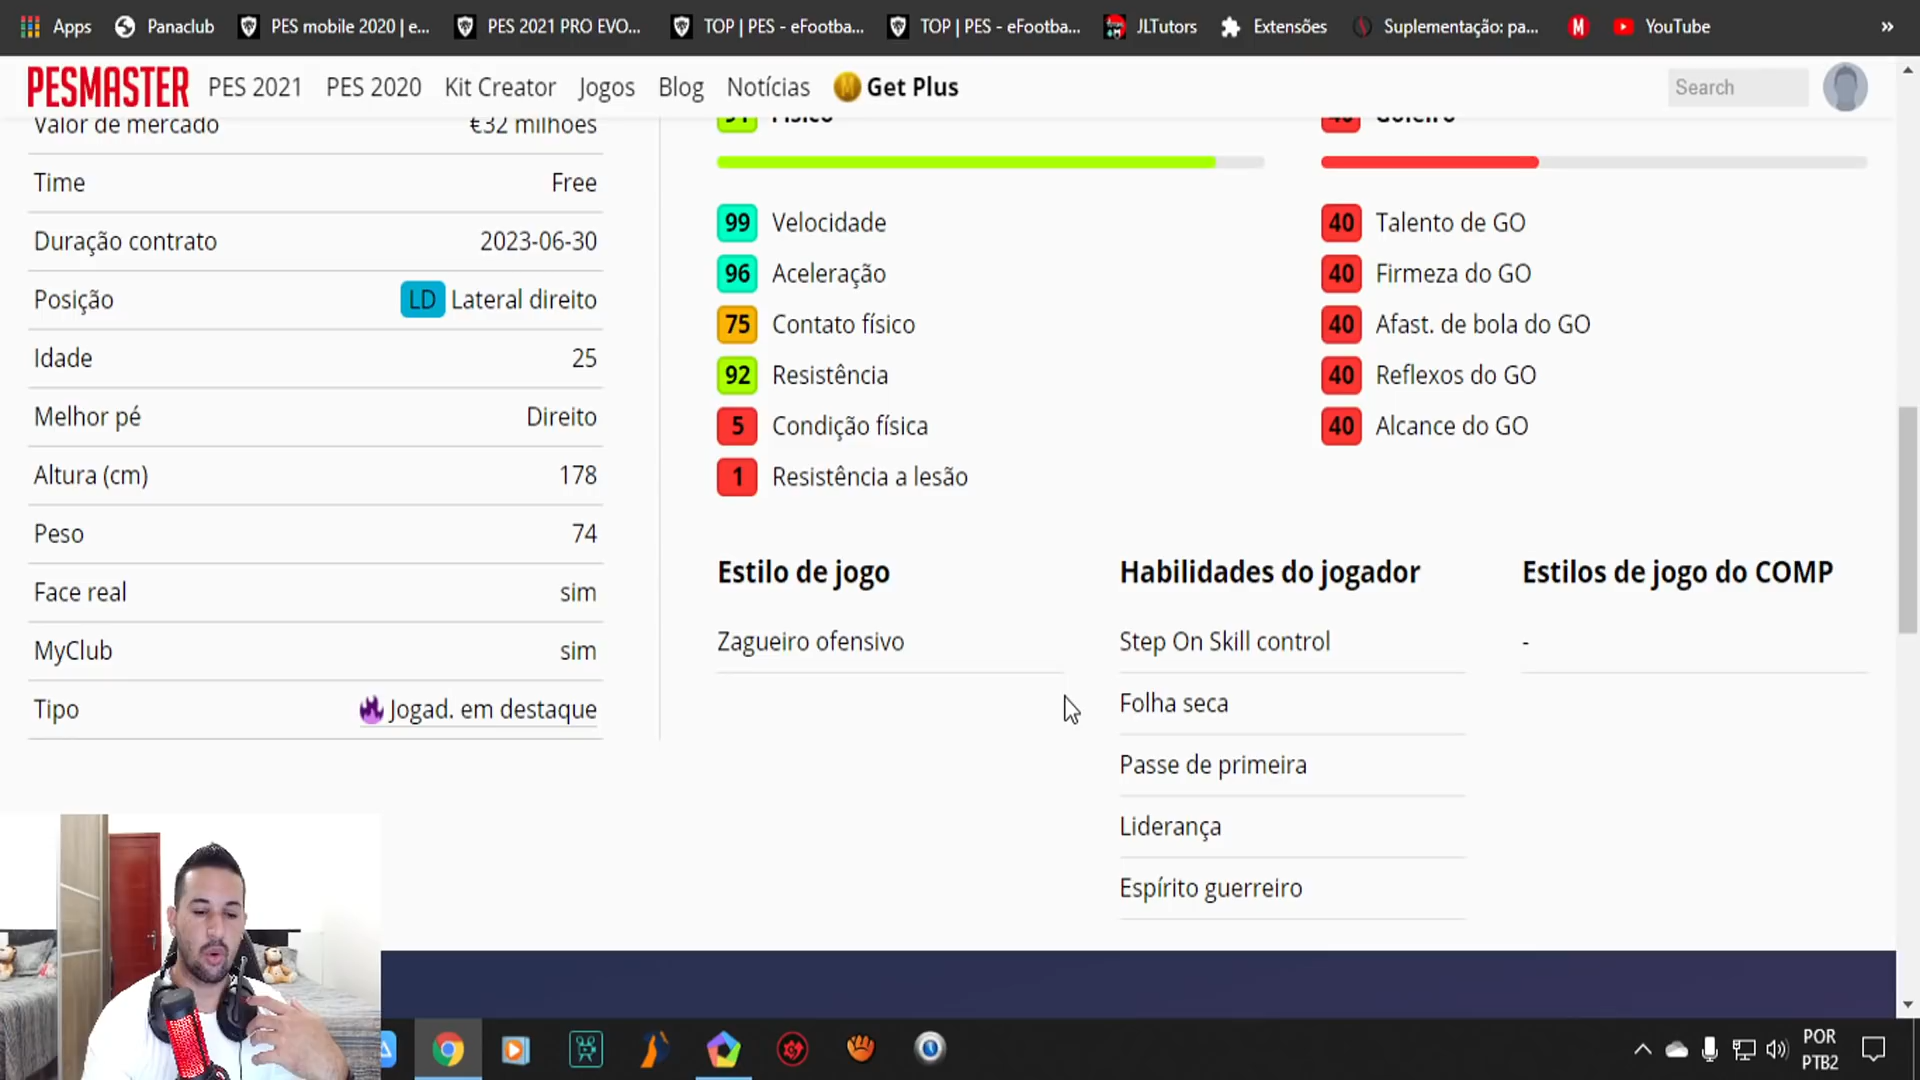 Apps
Panaclub
PES mobile 2020 | e...
PES 2021 PRO EVO...
TOP | PES - eFootba...
TOP | PES - eFootba...
JLTutors
Extensões
Suplementação: pa...
YouTube
»
PESMASTER
PES 2021
PES 2020
Kit Creator
Jogos
Blog
Notícias
Get Plus
Search
Valor de mercado €32 milhões
Time Free
Duração contrato 2023-06-30
Posição LD Lateral direito
Idade 25
Melhor pé Direito
Altura (cm) 178
Peso 74
Face real sim
MyClub sim
Tipo Jogad. em destaque
91 Físico
99 Velocidade
96 Aceleração
75 Contato físico
92 Resistência
5 Condição física
1 Resistência a lesão
Goleiro
40 Talento de GO
40 Firmeza do GO
40 Afast. de bola do GO
40 Reflexos do GO
40 Alcance do GO
Estilo de jogo
Zagueiro ofensivo
Habilidades do jogador
Step On Skill control
Folha seca
Passe de primeira
Liderança
Espírito guerreiro
Estilos de jogo do COMP
-
POR
PTB2